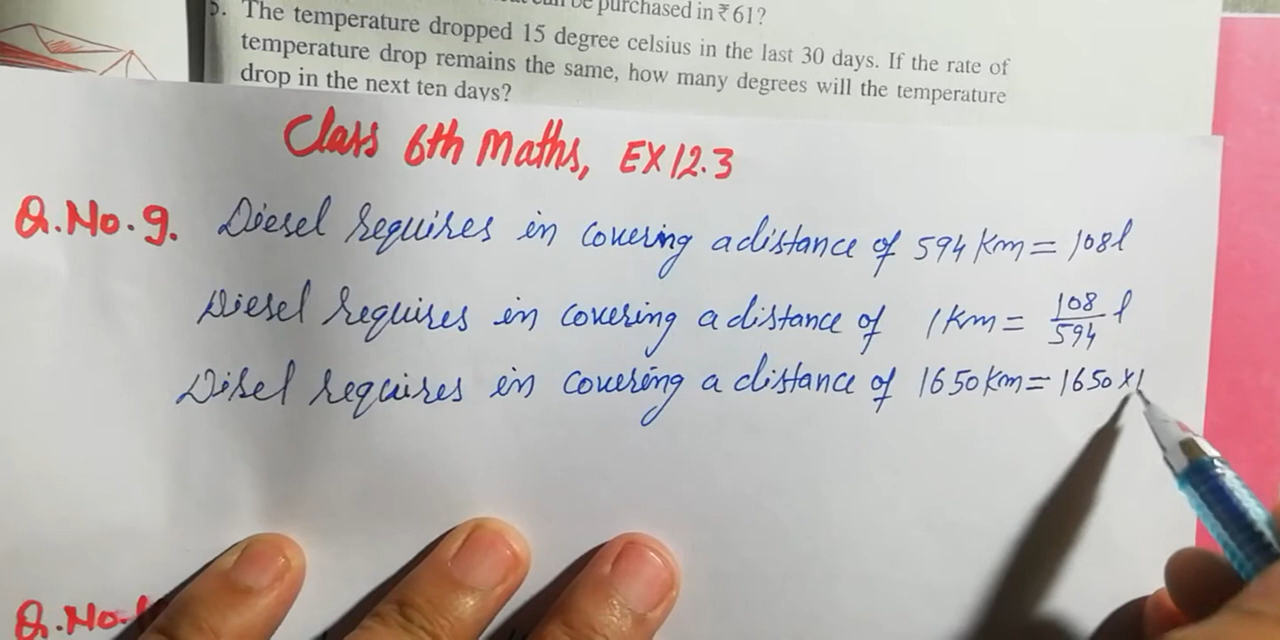 be purchased in ₹ 61?
5. The temperature dropped 15 degree celsius in the last 30 days. If the rate of
temperature drop remains the same, how many degrees will the temperature
drop in the next ten days?
Class 6th Maths, EX 12.3
Q.No.9. Diesel requires in covering a distance of 594 km = 108 l
Diesel requires in covering a distance of 1 km = 108/594 l
Disel requires in covering a distance of 1650 km = 1650 × 1
Q.No.